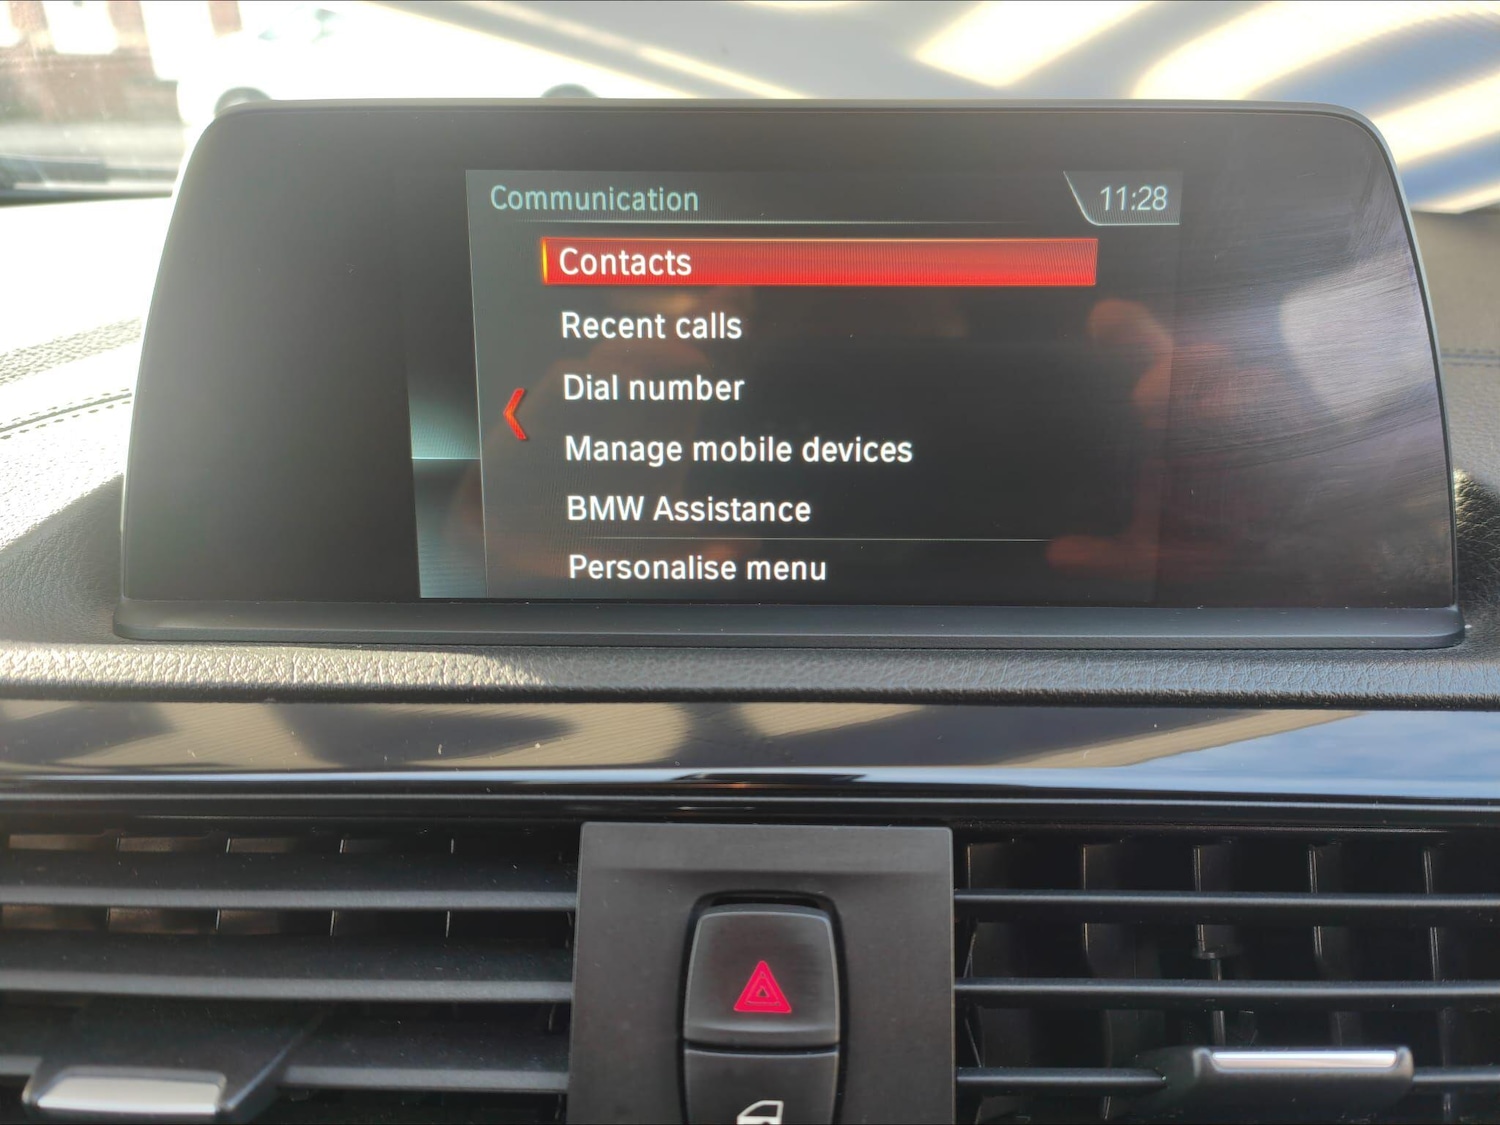 Communication
11:28
Contacts
Recent calls
Dial number
Manage mobile devices
BMW Assistance
Personalise menu